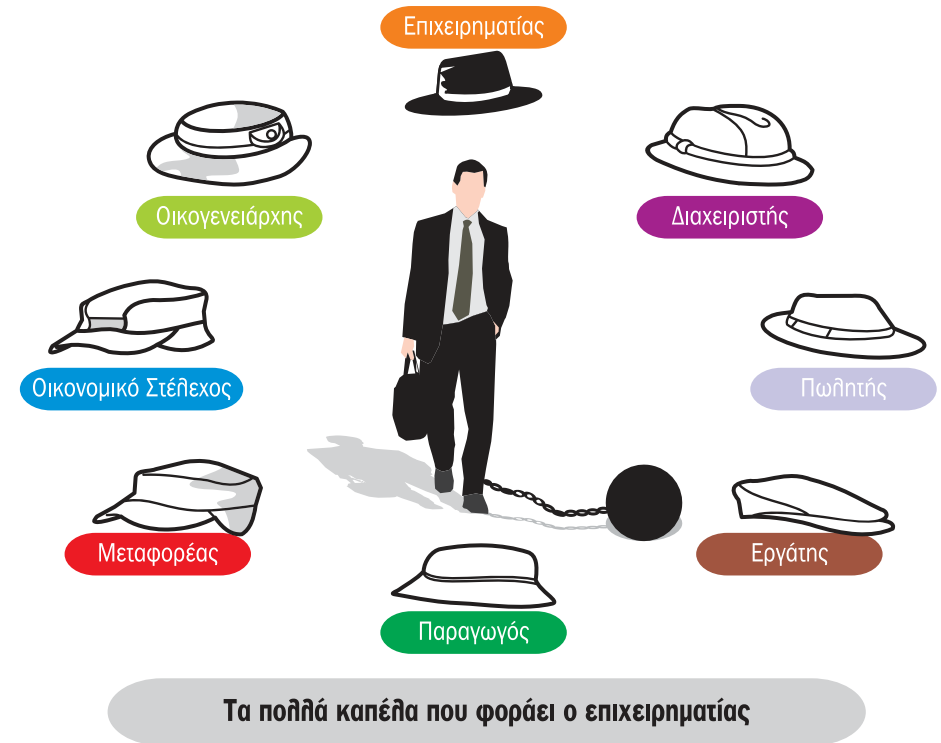 Επιχειρηματίας
Οικογενειάρχης
Διαχειριστής
Οικονομικό Στέλεχος
Πωλητής
Μεταφορέας
Εργάτης
Παραγωγός
Τα πολλά καπέλα που φοράει ο επιχειρηματίας